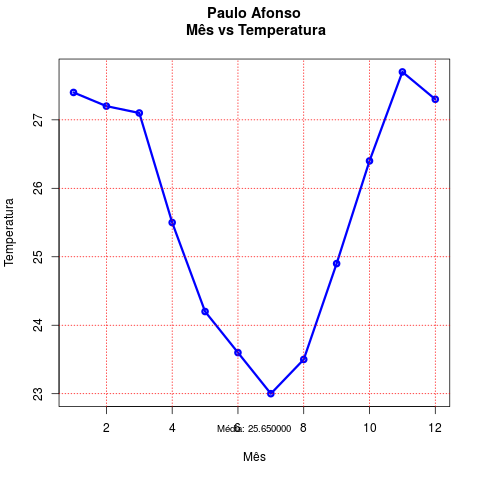 Paulo Afonso
Mês vs Temperatura
Temperatura
27
26
25
24
23
2 4 6 8 10 12
Média: 25.650000
Mês